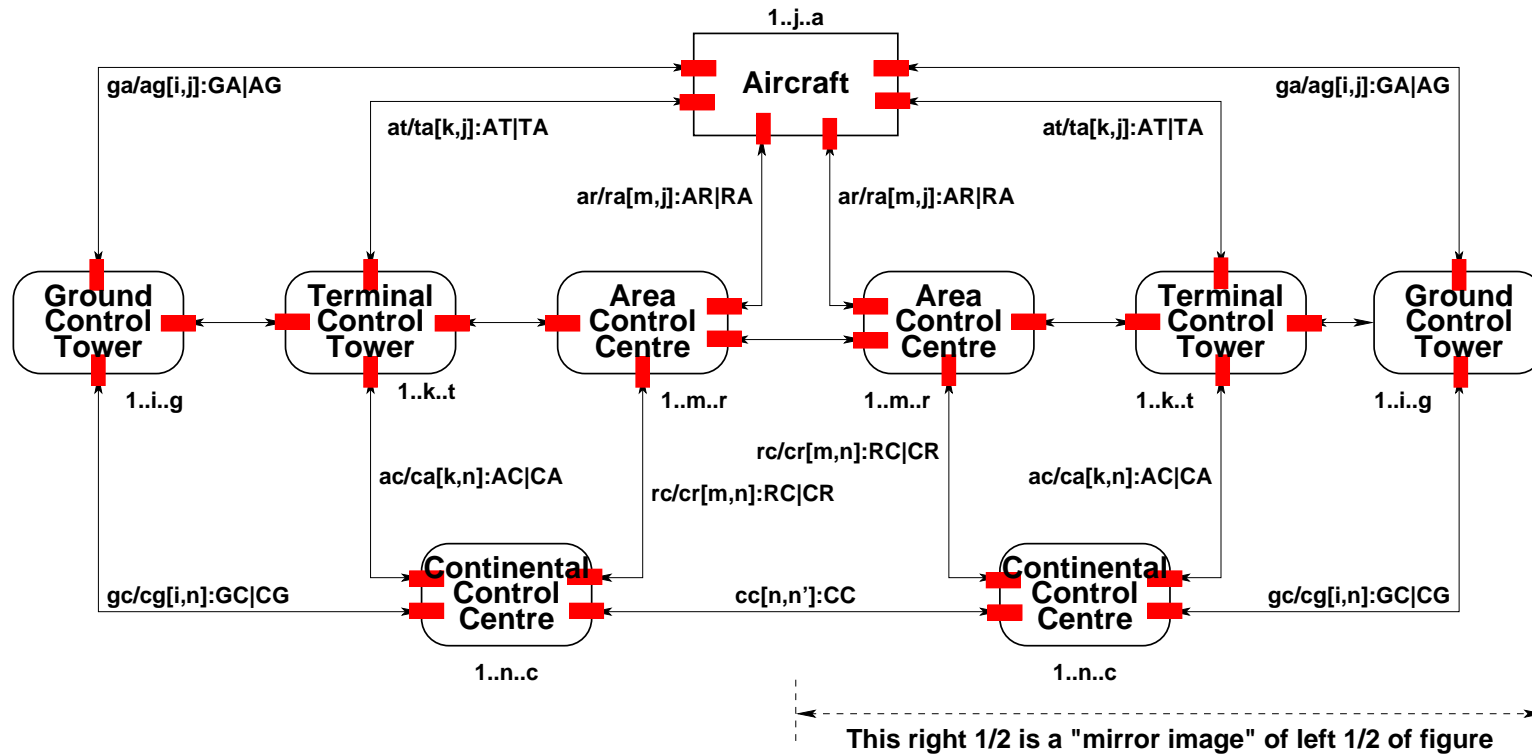 1..j..a
Aircraft
ga/ag[i,j]:GA|AG
ga/ag[i,j]:GA|AG
at/ta[k,j]:AT|TA
at/ta[k,j]:AT|TA
ar/ra[m,j]:AR|RA
ar/ra[m,j]:AR|RA
Ground
Control
Tower
Terminal
Control
Tower
Area
Control
Centre
Area
Control
Centre
Terminal
Control
Tower
Ground
Control
Tower
1..i..g
1..k..t
1..m..r
1..m..r
1..k..t
1..i..g
ac/ca[k,n]:AC|CA
rc/cr[m,n]:RC|CR
rc/cr[m,n]:RC|CR
ac/ca[k,n]:AC|CA
gc/cg[i,n]:GC|CG
Continental
Control
Centre
cc[n,n']:CC
Continental
Control
Centre
gc/cg[i,n]:GC|CG
1..n..c
1..n..c
This right 1/2 is a "mirror image" of left 1/2 of figure